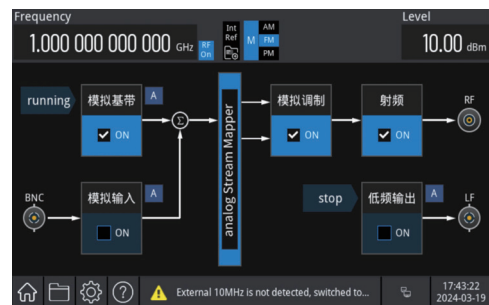 Frequency
1.000 000 000 000 GHz
RF
On
Int
Ref
M
AM
FM
PM
Level
10.00 dBm
running
模拟基带
A
ON
Σ
analog Stream Mapper
模拟调制
ON
射频
ON
RF
BNC
模拟输入
A
ON
stop
低频输出
A
ON
LF
?
External 10MHz is not detected, switched to...
17:43:22
2024-03-19